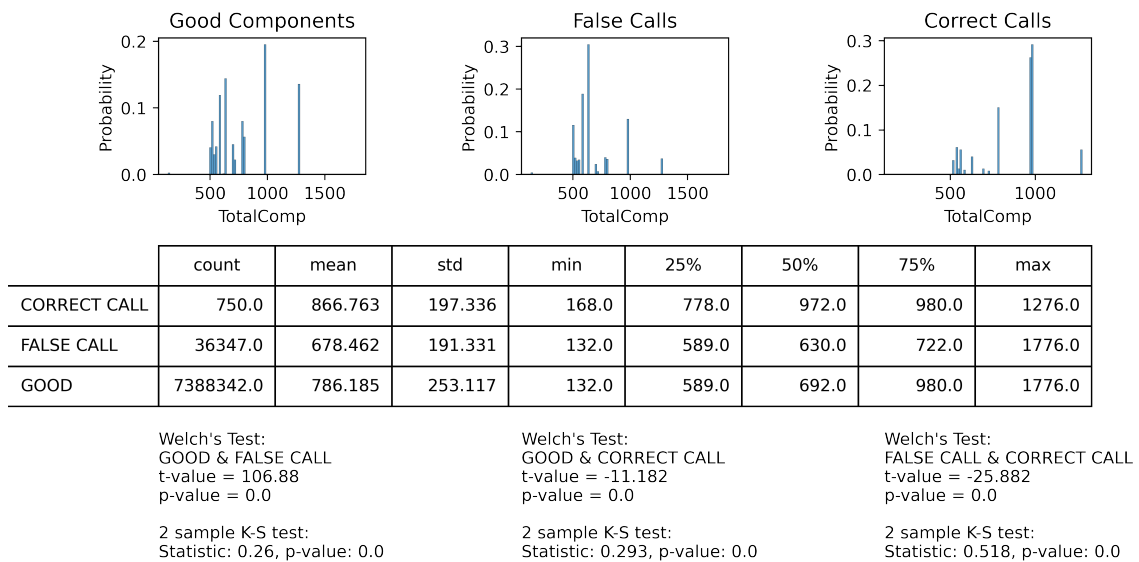 Good Components
False Calls
Correct Calls
Probability
0.0
0.1
0.2
500 1000 1500
TotalComp
Probability
0.0
0.1
0.2
0.3
500 1000
TotalComp
Probability
0.0
0.1
0.2
0.3
500 1000
TotalComp
count mean std min 25% 50% 75% max
CORRECT CALL 750.0 866.763 197.336 168.0 778.0 972.0 980.0 1276.0
FALSE CALL 36347.0 678.462 191.331 132.0 589.0 630.0 722.0 1776.0
GOOD 7388342.0 786.185 253.117 132.0 589.0 692.0 980.0 1776.0
Welch's Test:
GOOD & FALSE CALL
t-value = 106.88
p-value = 0.0
2 sample K-S test:
Statistic: 0.26, p-value: 0.0
Welch's Test:
GOOD & CORRECT CALL
t-value = -11.182
p-value = 0.0
2 sample K-S test:
Statistic: 0.293, p-value: 0.0
Welch's Test:
FALSE CALL & CORRECT CALL
t-value = -25.882
p-value = 0.0
2 sample K-S test:
Statistic: 0.518, p-value: 0.0